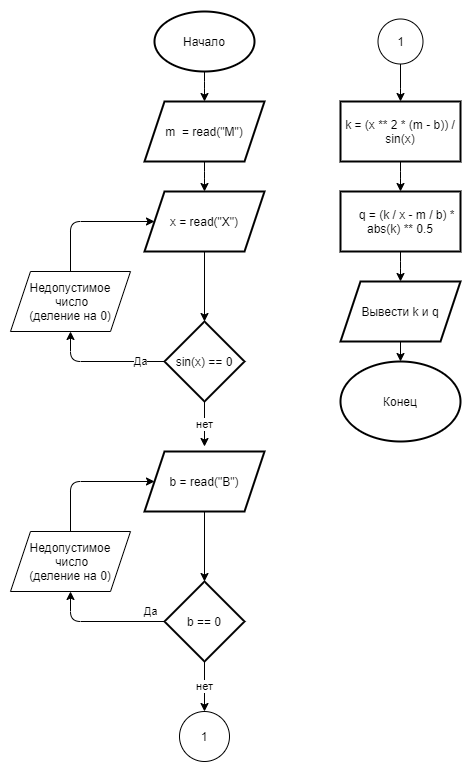 Начало
m = read("M")
x = read("X")
Недопустимое
число
(деление на 0)
Да
sin(x) == 0
нет
b = read("B")
Недопустимое
число
(деление на 0)
Да
b == 0
нет
1
1
k = (x ** 2 * (m - b)) /
sin(x)
q = (k / x - m / b) *
abs(k) ** 0.5
Вывести k и q
Конец